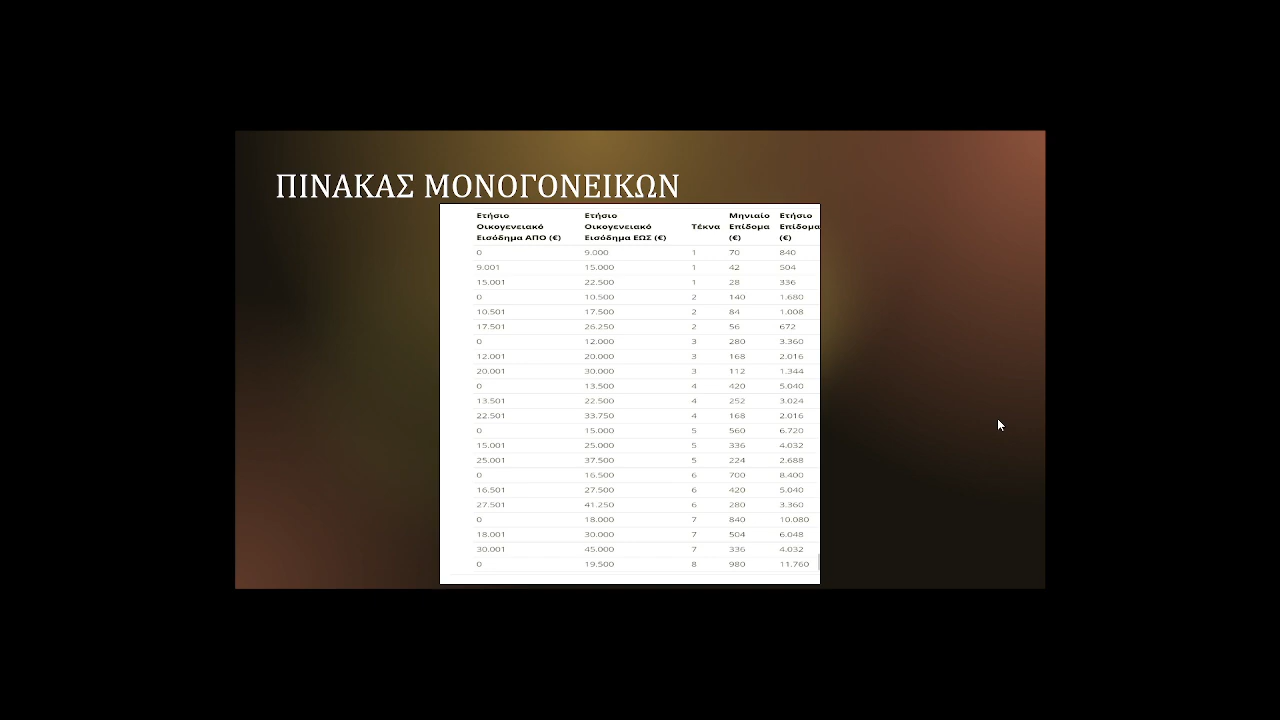 ΠΙΝΑΚΑΣ ΜΟΝΟΓΟΝΕΙΚΩΝ
Ετήσιο Οικογενειακό Εισόδημα ΑΠΟ (€) Ετήσιο Οικογενειακό Εισόδημα ΕΩΣ (€) Τέκνα Μηνιαίο Επίδομα (€) Ετήσιο Επίδομα (€)
0 9.000 1 70 840
9.001 15.000 1 42 504
15.001 22.500 1 28 336
0 10.500 2 140 1.680
10.501 17.500 2 84 1.008
17.501 26.250 2 56 672
0 12.000 3 280 3.360
12.001 20.000 3 168 2.016
20.001 30.000 3 112 1.344
0 13.500 4 420 5.040
13.501 22.500 4 252 3.024
22.501 33.750 4 168 2.016
0 15.000 5 560 6.720
15.001 25.000 5 336 4.032
25.001 37.500 5 224 2.688
0 16.500 6 700 8.400
16.501 27.500 6 420 5.040
27.501 41.250 6 280 3.360
0 18.000 7 840 10.080
18.001 30.000 7 504 6.048
30.001 45.000 7 336 4.032
0 19.500 8 980 11.760